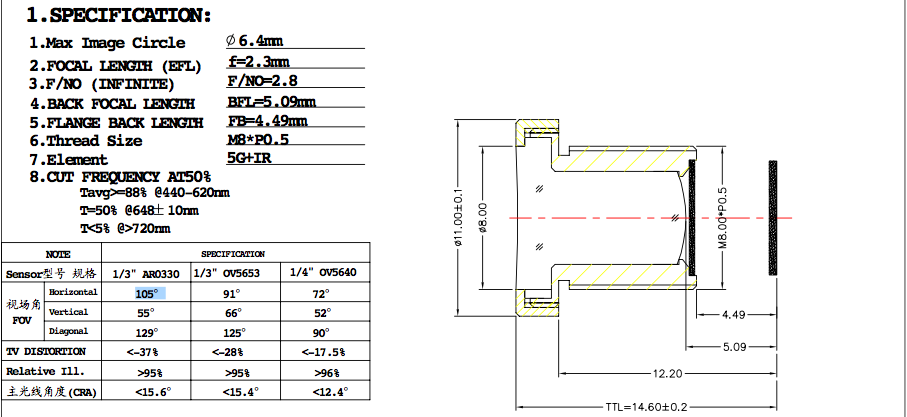 1.SPECIFICATION:
1.Max Image Circle Ø6.4mm
2.FOCAL LENGTH (EFL) f=2.3mm
3.F/NO (INFINITE) F/NO=2.8
4.BACK FOCAL LENGTH BFL=5.09mm
5.FLANGE BACK LENGTH FB=4.49mm
6.Thread Size M8*P0.5
7.Element 5G+IR
8.CUT FREQUENCY AT50%
Tavg>=88% @440-620nm
T=50% @648±10nm
T<5% @>720nm
NOTE SPECIFICATION
Sensor型号 规格 1/3" AR0330 1/3" OV5653 1/4" OV5640
视场角 FOV
Horizontal 105° 91° 72°
Vertical 55° 66° 52°
Diagonal 129° 125° 90°
TV DISTORTION <-37% <-28% <-17.5%
Relative Ill. >95% >95% >96%
主光线角度(CRA) <15.6° <15.4° <12.4°
ø11.00±0.1
ø8.00
M8.00*P0.5
4.49
5.09
12.20
TTL=14.60±0.2